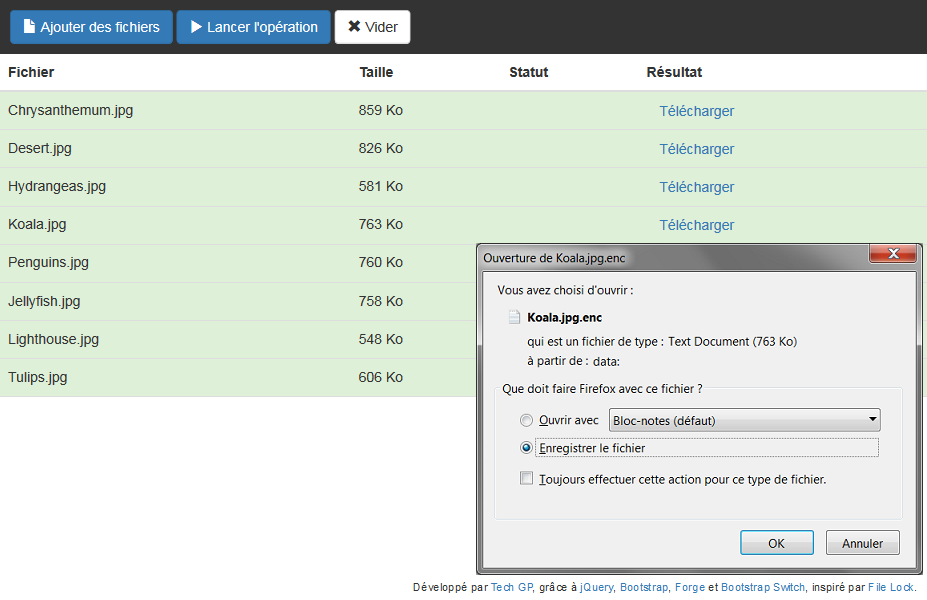 Ajouter des fichiers Lancer l'opération Vider
Fichier Taille Statut Résultat
Chrysanthemum.jpg 859 Ko Télécharger
Desert.jpg 826 Ko Télécharger
Hydrangeas.jpg 581 Ko Télécharger
Koala.jpg 763 Ko Télécharger
Penguins.jpg 760 Ko
Jellyfish.jpg 758 Ko
Lighthouse.jpg 548 Ko
Tulips.jpg 606 Ko
Ouverture de Koala.jpg.enc
Vous avez choisi d'ouvrir :
Koala.jpg.enc
qui est un fichier de type : Text Document (763 Ko)
à partir de : data:
Que doit faire Firefox avec ce fichier ?
Ouvrir avec Bloc-notes (défaut)
Enregistrer le fichier
Toujours effectuer cette action pour ce type de fichier.
OK Annuler
Développé par Tech GP, grâce à jQuery, Bootstrap, Forge et Bootstrap Switch, inspiré par File Lock.